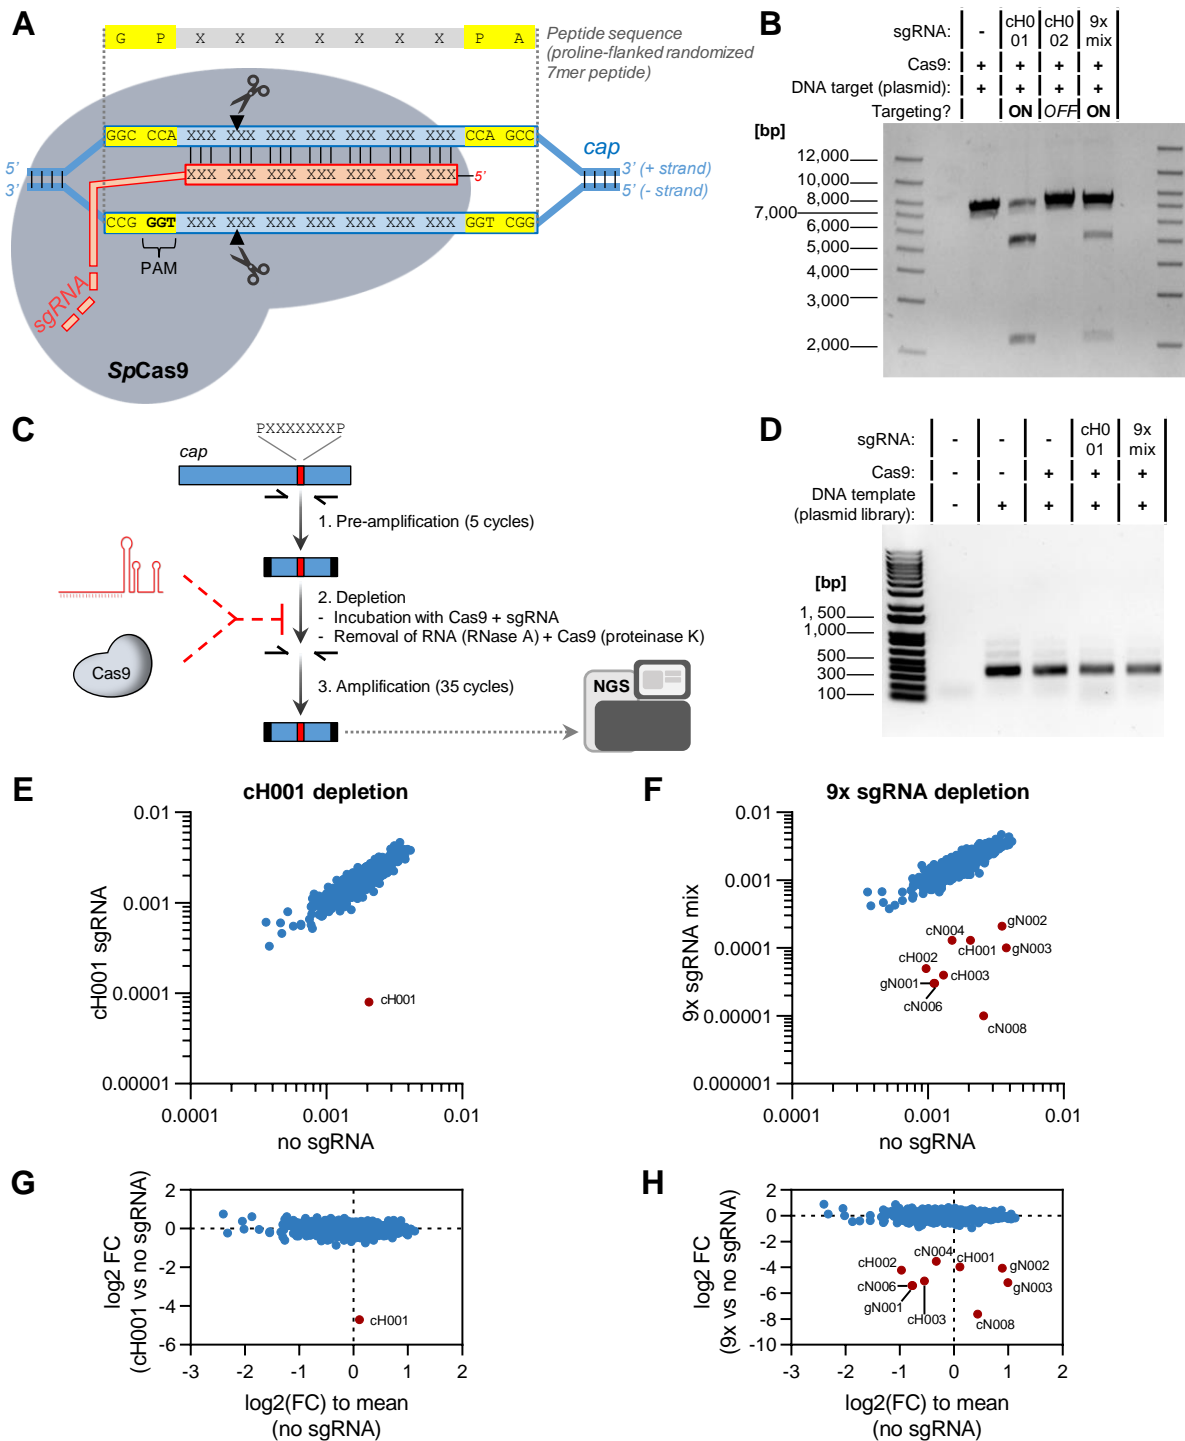 A
G P X X X X X X X P A
Peptide sequence
(proline-flanked randomized
7mer peptide)
GGC CCA XXX XXX XXX XXX XXX XXX XXX CCA GCC
cap
5’ 3’ (+ strand)
3’ 5’ (- strand)
XXX XXX XXX XXX XXX XXX XXX 5’
CCG GGT XXX XXX XXX XXX XXX XXX XXX GGT CGG
PAM
sgRNA
SpCas9
B
sgRNA: - cH0 01 cH0 02 9x mix
Cas9: + + + +
DNA target (plasmid): + + + +
Targeting? ON OFF ON
[bp]
12,000
10,000
8,000
7,000
6,000
5,000
4,000
3,000
2,000
C
PXXXXXXXP
cap
1. Pre-amplification (5 cycles)
2. Depletion
- Incubation with Cas9 + sgRNA
- Removal of RNA (RNase A) + Cas9 (proteinase K)
Cas9
3. Amplification (35 cycles)
NGS
D
sgRNA: - - - cH0 01 9x mix
Cas9: - - + + +
DNA template
(plasmid library): - + + + +
[bp]
1, 500
1,000
500
300
100
E
cH001 depletion
cH001 sgRNA
0.01
0.001
0.0001
0.00001
cH001
0.0001 0.001 0.01
no sgRNA
F
9x sgRNA depletion
9x sgRNA mix
0.01
0.001
0.0001
0.00001
0.000001
gN002
cN004
cH001
gN003
cH002
cH003
gN001
cN006
cN008
0.0001 0.001 0.01
no sgRNA
G
log2 FC
(cH001 vs no sgRNA)
2
0
-2
-4
-6
cH001
-3 -2 -1 0 1 2
log2(FC) to mean
(no sgRNA)
H
log2 FC
(9x vs no sgRNA)
2
0
-2
-4
-6
-8
-10
cN004
cH001
cH002
gN002
cN006
gN003
gN001
cH003
cN008
-3 -2 -1 0 1 2
log2(FC) to mean
(no sgRNA)